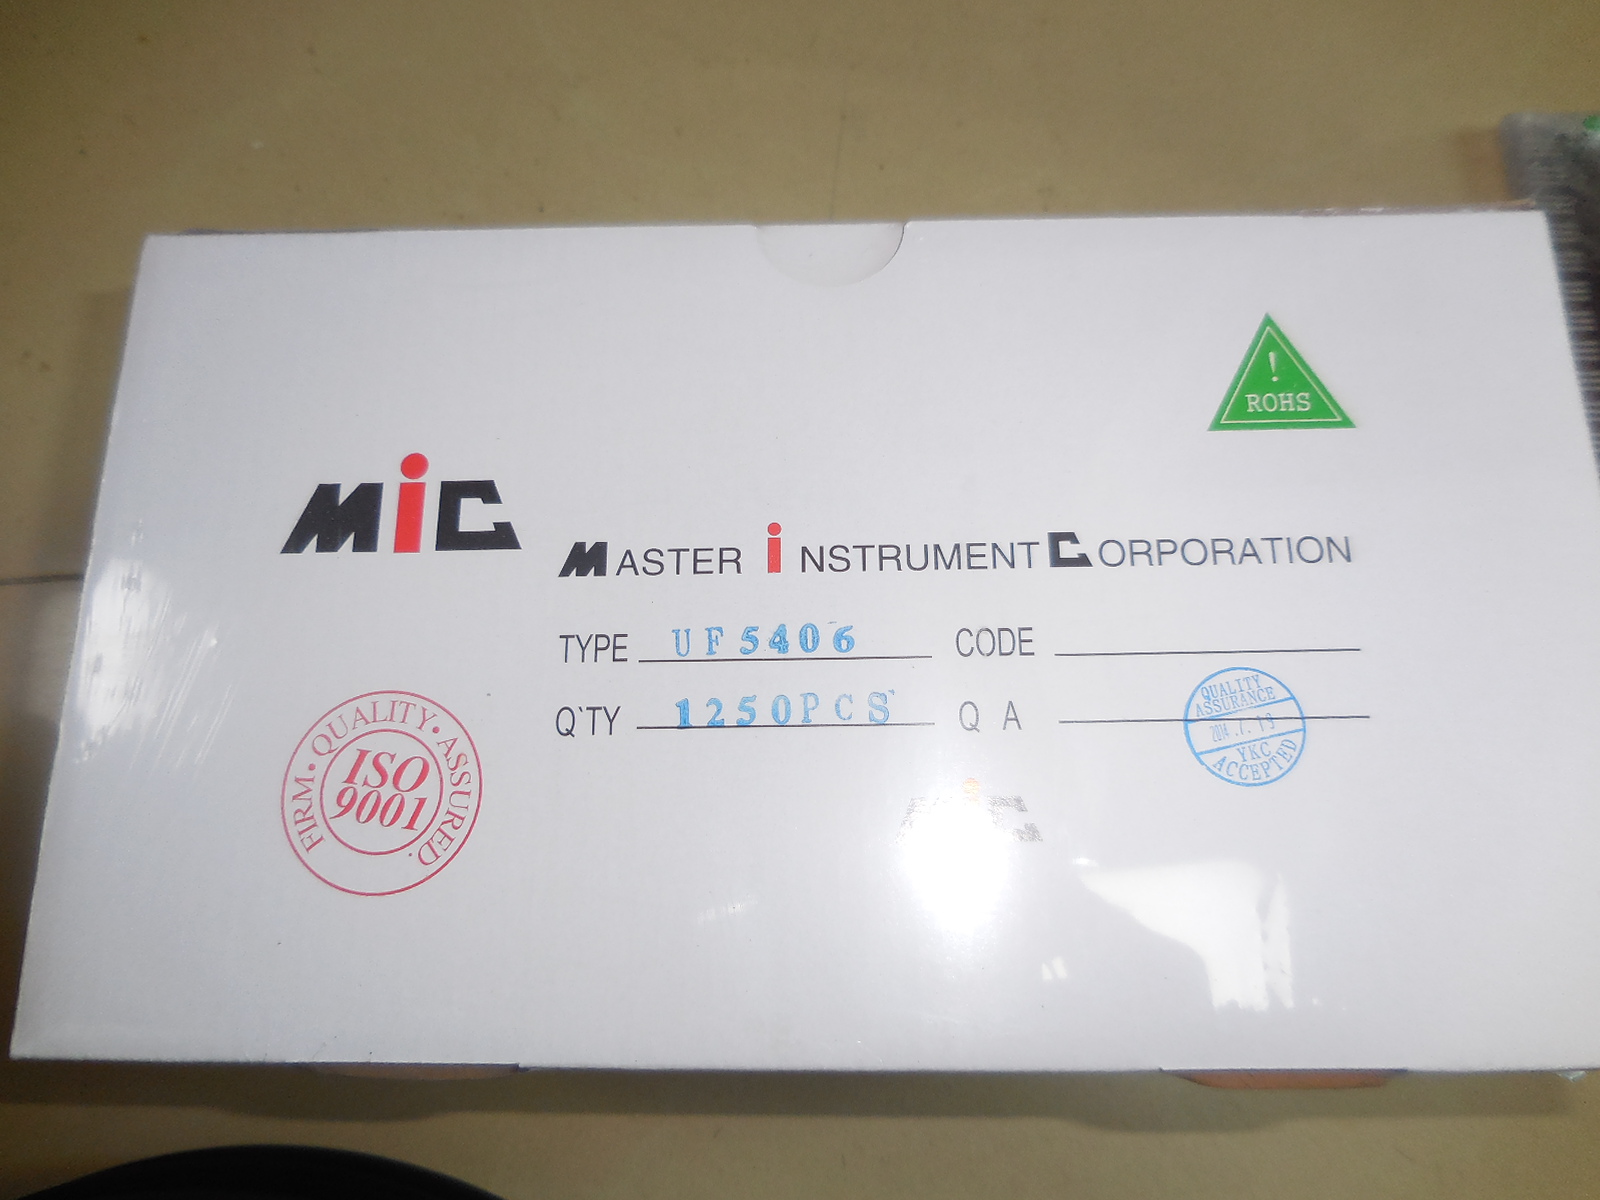 !
ROHS
MiC
MASTER iNSTRUMENT CORPORATION
TYPE UF5406 CODE
Q'TY 1250PCS Q A
QUALITY
ASSURANCE
YKC
ACCEPTED
FIRM · QUALITY · ASSURED.
ISO
9001